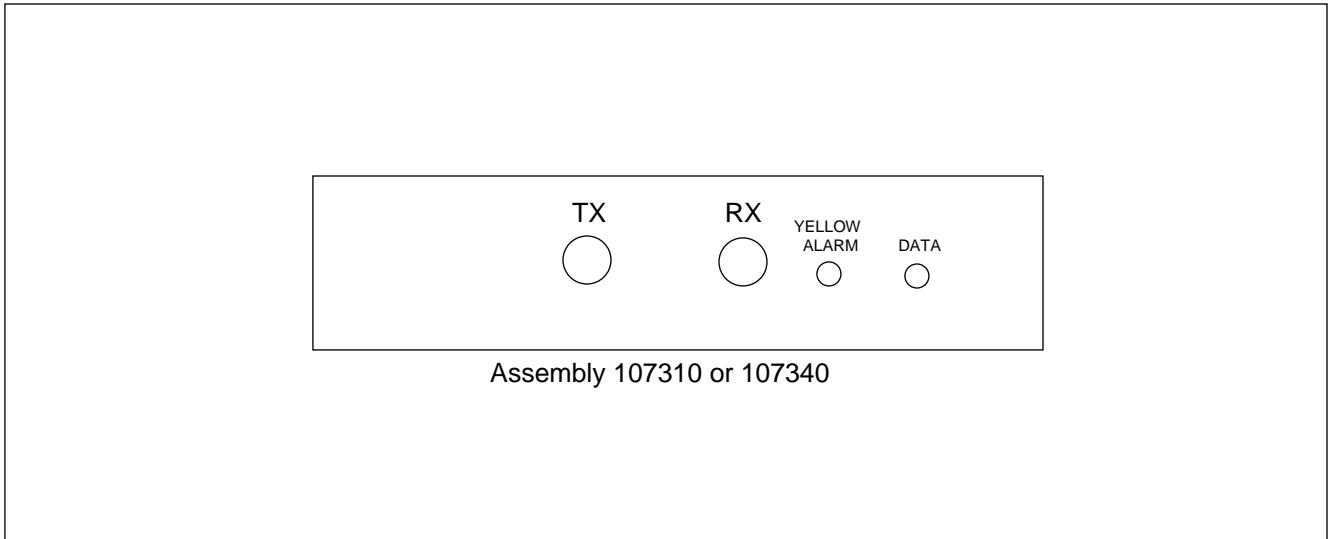 TX
RX
YELLOW
ALARM
DATA
Assembly 107310 or 107340